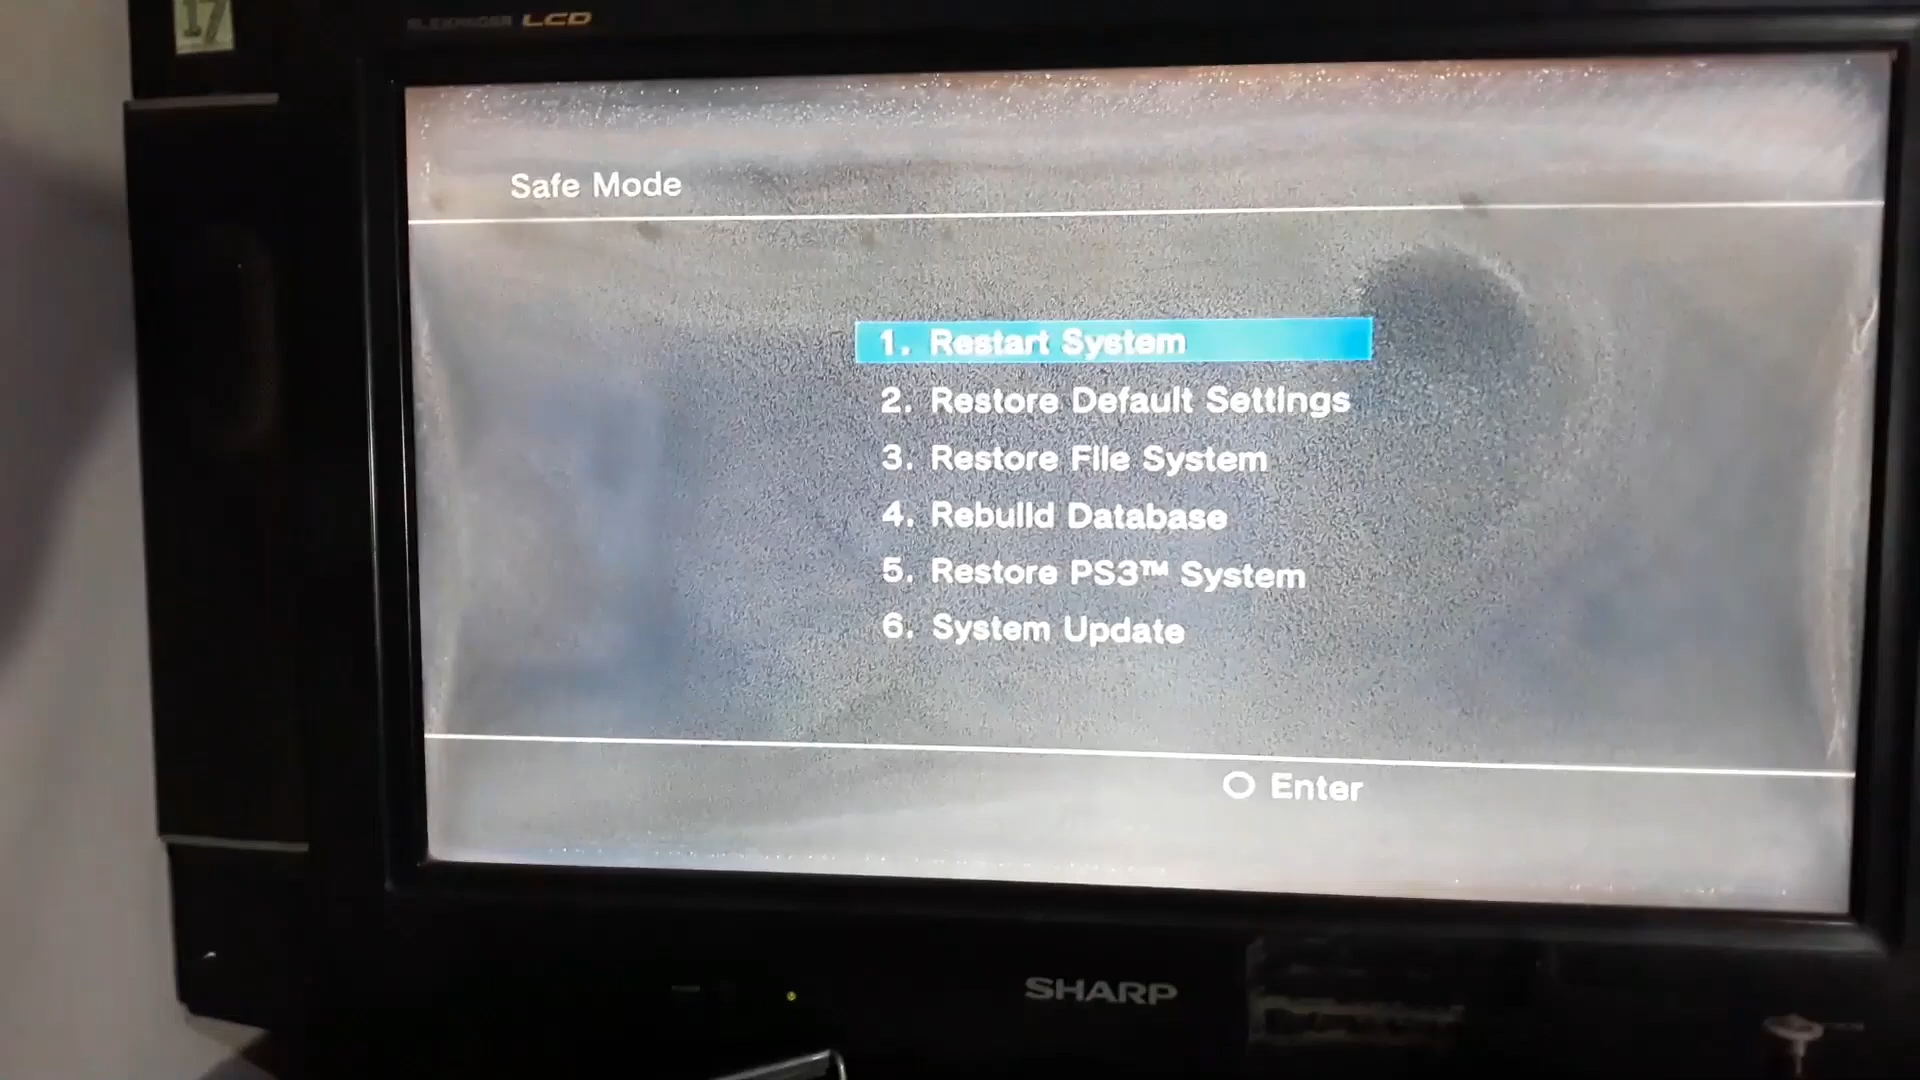 17
LCD
Safe Mode
1. Restart System
2. Restore Default Settings
3. Restore File System
4. Rebuild Database
5. Restore PS3™ System
6. System Update
Enter
SHARP